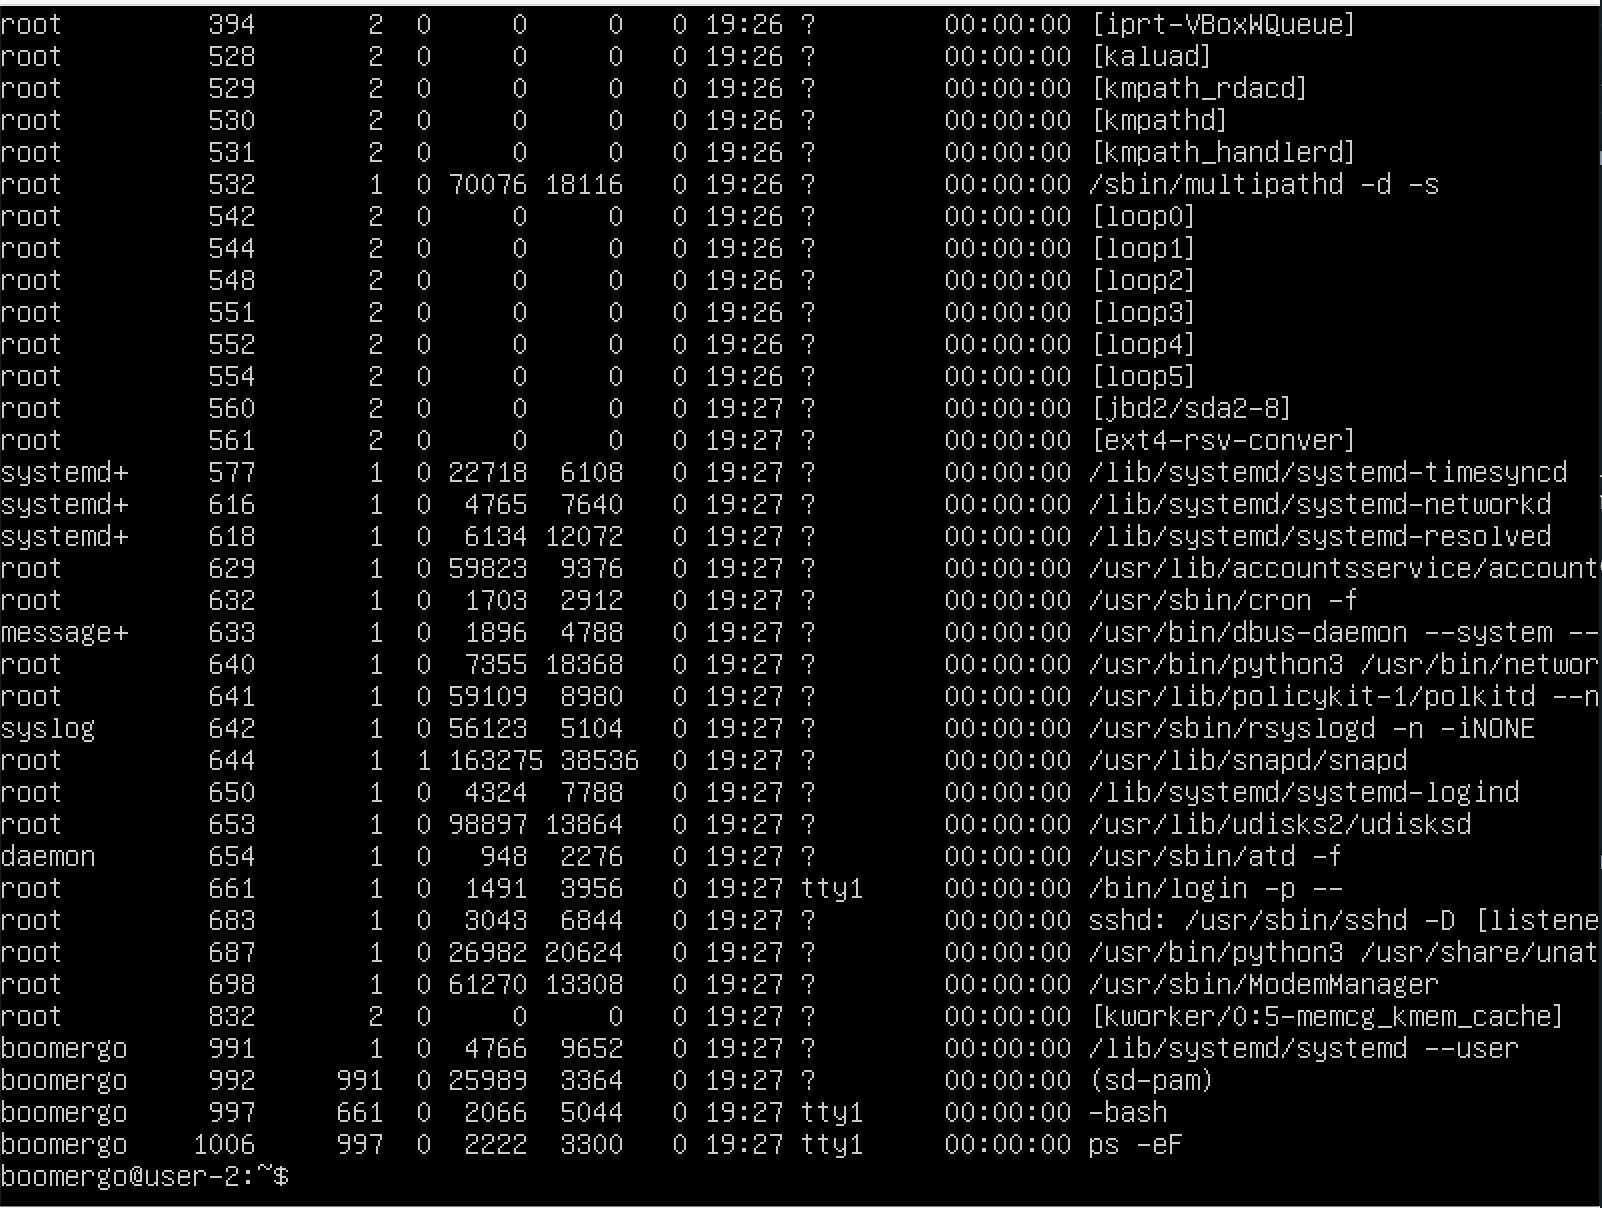 root 394 2 0 0 0 0 19:26 ? 00:00:00 [iprt-VBoxWQueue]
root 528 2 0 0 0 0 19:26 ? 00:00:00 [kaluad]
root 529 2 0 0 0 0 19:26 ? 00:00:00 [kmpath_rdacd]
root 530 2 0 0 0 0 19:26 ? 00:00:00 [kmpathd]
root 531 2 0 0 0 0 19:26 ? 00:00:00 [kmpath_handlerd]
root 532 1 0 70076 18116 0 19:26 ? 00:00:00 /sbin/multipathd -d -s
root 542 2 0 0 0 0 19:26 ? 00:00:00 [loop0]
root 544 2 0 0 0 0 19:26 ? 00:00:00 [loop1]
root 548 2 0 0 0 0 19:26 ? 00:00:00 [loop2]
root 551 2 0 0 0 0 19:26 ? 00:00:00 [loop3]
root 552 2 0 0 0 0 19:26 ? 00:00:00 [loop4]
root 554 2 0 0 0 0 19:26 ? 00:00:00 [loop5]
root 560 2 0 0 0 0 19:27 ? 00:00:00 [jbd2/sda2-8]
root 561 2 0 0 0 0 19:27 ? 00:00:00 [ext4-rsv-conver]
systemd+ 577 1 0 22718 6108 0 19:27 ? 00:00:00 /lib/systemd/systemd-timesyncd
systemd+ 616 1 0 4765 7640 0 19:27 ? 00:00:00 /lib/systemd/systemd-networkd
systemd+ 618 1 0 6134 12072 0 19:27 ? 00:00:00 /lib/systemd/systemd-resolved
root 629 1 0 59823 9376 0 19:27 ? 00:00:00 /usr/lib/accountsservice/account
root 632 1 0 1703 2912 0 19:27 ? 00:00:00 /usr/sbin/cron -f
message+ 633 1 0 1896 4788 0 19:27 ? 00:00:00 /usr/bin/dbus-daemon --system --
root 640 1 0 7355 18368 0 19:27 ? 00:00:00 /usr/bin/python3 /usr/bin/networ
root 641 1 0 59109 8980 0 19:27 ? 00:00:00 /usr/lib/policykit-1/polkitd --n
syslog 642 1 0 56123 5104 0 19:27 ? 00:00:00 /usr/sbin/rsyslogd -n -iNONE
root 644 1 1 163275 38536 0 19:27 ? 00:00:00 /usr/lib/snapd/snapd
root 650 1 0 4324 7788 0 19:27 ? 00:00:00 /lib/systemd/systemd-logind
root 653 1 0 98897 13864 0 19:27 ? 00:00:00 /usr/lib/udisks2/udisksd
daemon 654 1 0 948 2276 0 19:27 ? 00:00:00 /usr/sbin/atd -f
root 661 1 0 1491 3956 0 19:27 tty1 00:00:00 /bin/login -p --
root 683 1 0 3043 6844 0 19:27 ? 00:00:00 sshd: /usr/sbin/sshd -D [listene
root 687 1 0 26982 20624 0 19:27 ? 00:00:00 /usr/bin/python3 /usr/share/unat
root 698 1 0 61270 13308 0 19:27 ? 00:00:00 /usr/sbin/ModemManager
root 832 2 0 0 0 0 19:27 ? 00:00:00 [kworker/0:5-memcg_kmem_cache]
boomergo 991 1 0 4766 9652 0 19:27 ? 00:00:00 /lib/systemd/systemd --user
boomergo 992 991 0 25989 3364 0 19:27 ? 00:00:00 (sd-pam)
boomergo 997 661 0 2066 5044 0 19:27 tty1 00:00:00 -bash
boomergo 1006 997 0 2222 3300 0 19:27 tty1 00:00:00 ps -eF
boomergo@user-2:~$